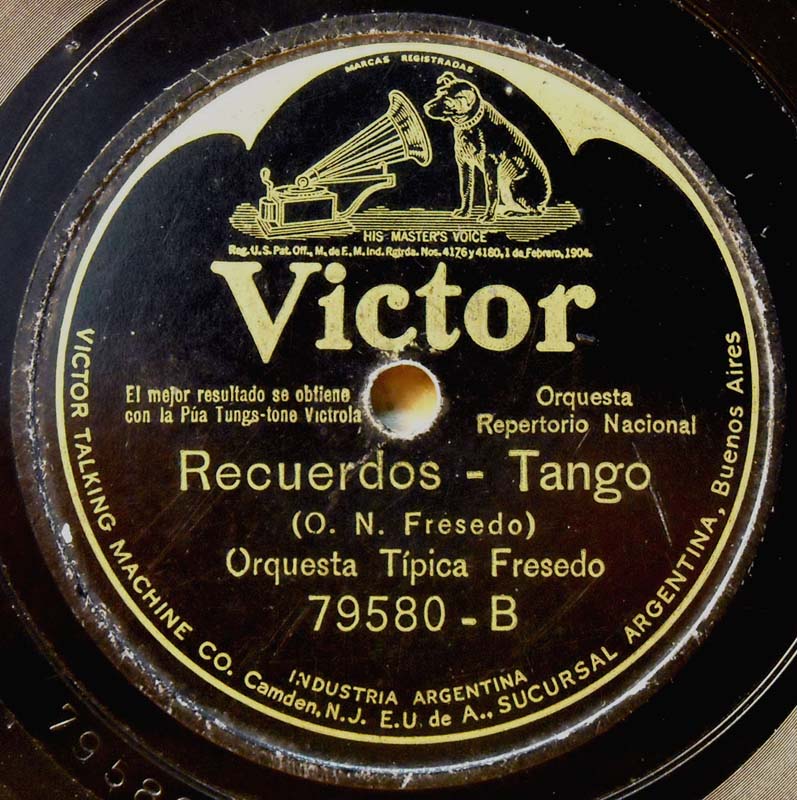 MARCAS REGISTRADAS
HIS MASTER'S VOICE
Reg. U. S. Pat. Off., M. de F., M. Ind. Rgtrda. Nos. 4176 y 4180, 1 de Febrero, 1904.
Victor
El mejor resultado se obtiene
con la Púa Tungs-tone Victrola
Orquesta
Repertorio Nacional
Recuerdos - Tango
(O. N. Fresedo)
Orquesta Típica Fresedo
79580 - B
INDUSTRIA ARGENTINA
VICTOR TALKING MACHINE CO. Camden, N.J. E.U. de A., SUCURSAL ARGENTINA, Buenos Aires
7958